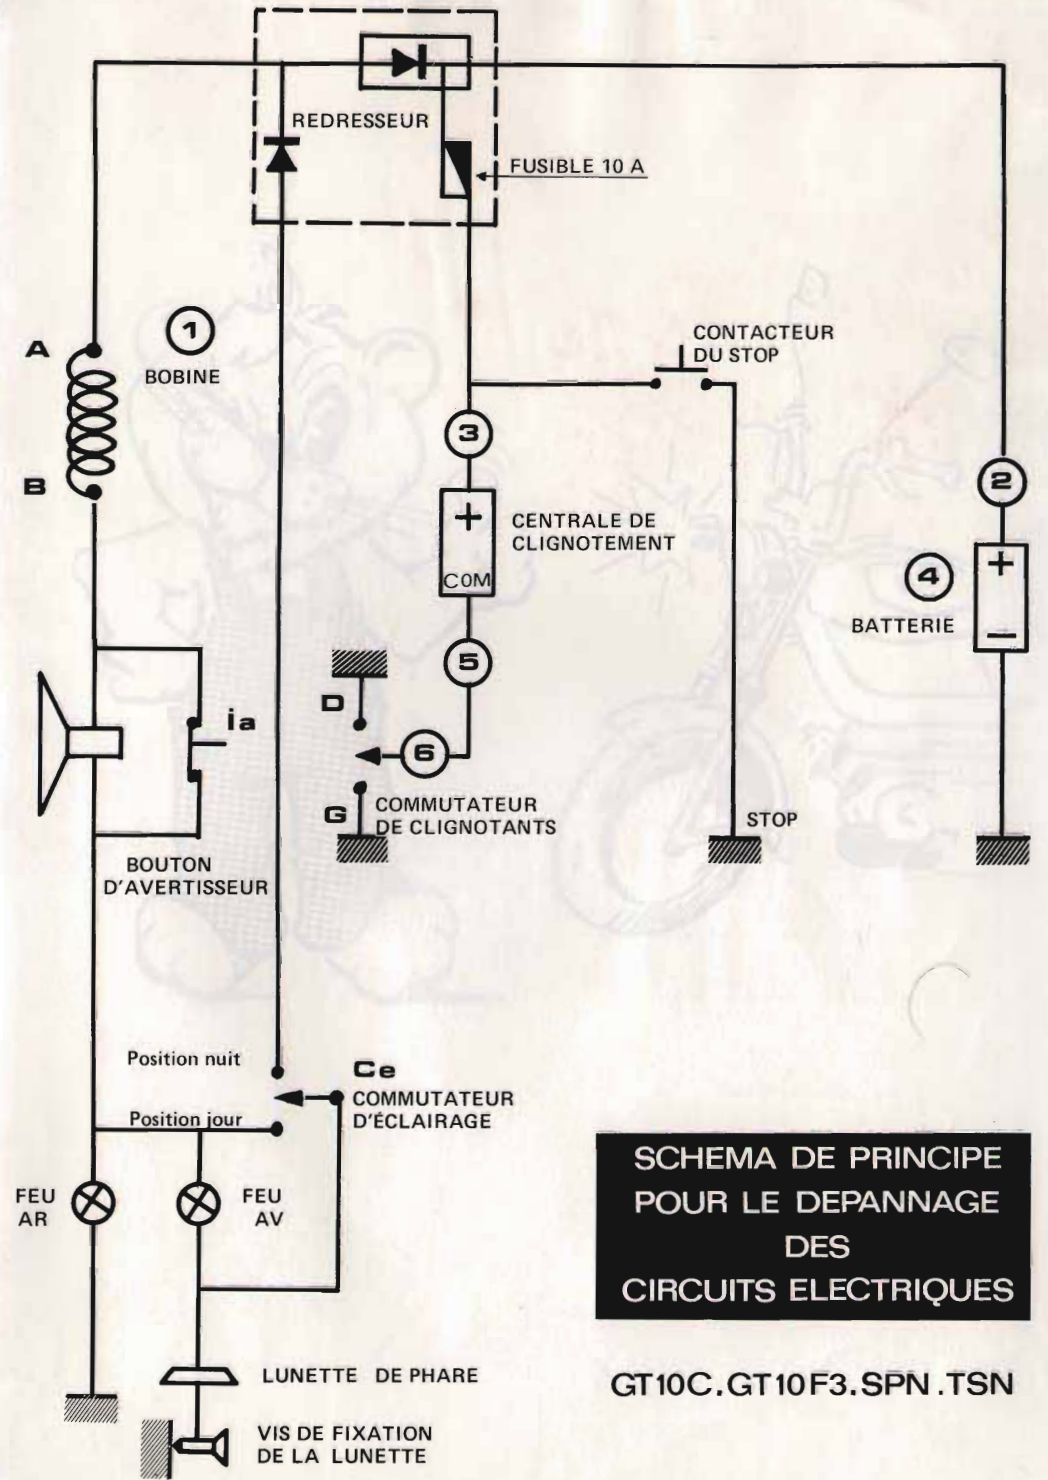 REDRESSEUR
FUSIBLE 10 A
A
1
BOBINE
B
CONTACTEUR
DU STOP
3
+
COM
CENTRALE DE
CLIGNOTEMENT
2
4
BATTERIE
+
−
5
D
6
G
COMMUTATEUR
DE CLIGNOTANTS
ia
BOUTON
D'AVERTISSEUR
STOP
Position nuit
Ce
COMMUTATEUR
D'ÉCLAIRAGE
Position jour
FEU
AR
FEU
AV
LUNETTE DE PHARE
VIS DE FIXATION
DE LA LUNETTE
SCHEMA DE PRINCIPE
POUR LE DEPANNAGE
DES
CIRCUITS ELECTRIQUES
GT10C.GT10F3.SPN.TSN